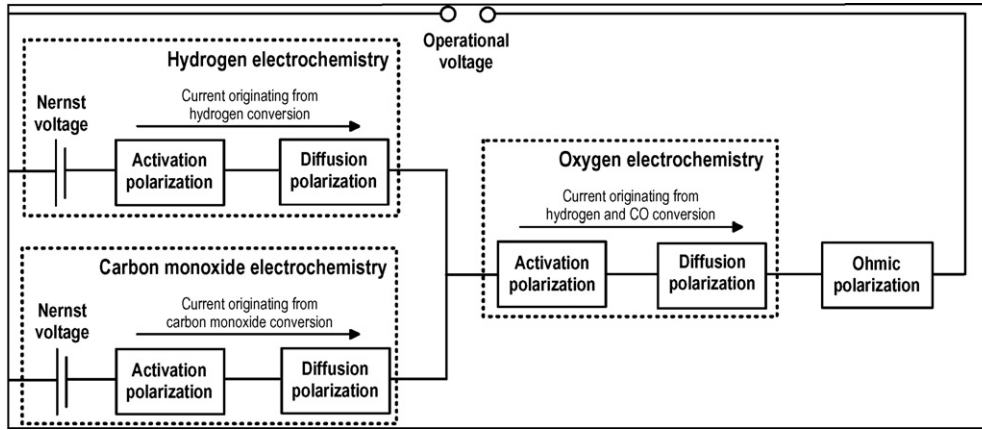 Operational
voltage
Hydrogen electrochemistry
Nernst
voltage
Current originating from
hydrogen conversion
Activation
polarization
Diffusion
polarization
Oxygen electrochemistry
Current originating from
hydrogen and CO conversion
Activation
polarization
Diffusion
polarization
Ohmic
polarization
Carbon monoxide electrochemistry
Nernst
voltage
Current originating from
carbon monoxide conversion
Activation
polarization
Diffusion
polarization